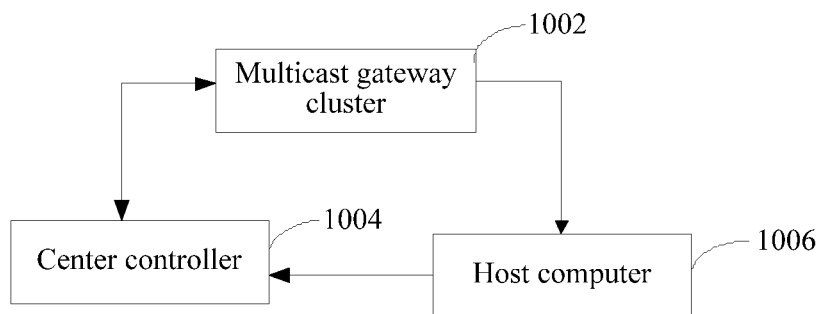 1002
Multicast gateway
cluster
1004
Center controller
1006
Host computer